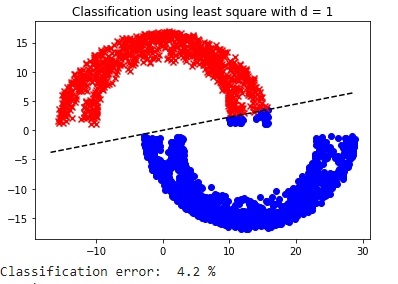 Classification using least square with d = 1
15
10
5
0
−5
−10
−15
−10 0 10 20 30
Classification error: 4.2 %